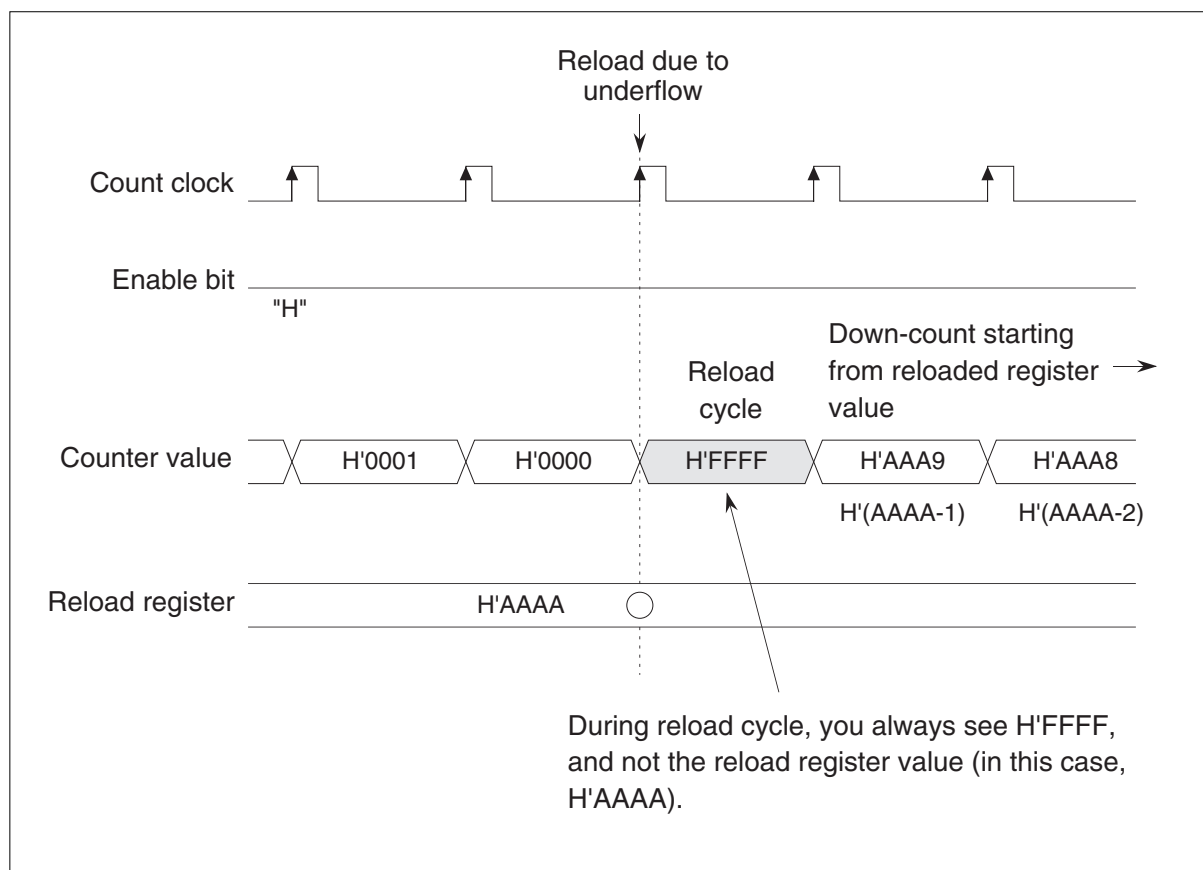 Reload due to
underflow
Count clock
Enable bit
"H"
Down-count starting
from reloaded register
value
Reload
cycle
Counter value
H'0001
H'0000
H'FFFF
H'AAA9
H'AAA8
H'(AAAA-1)
H'(AAAA-2)
Reload register
H'AAAA
During reload cycle, you always see H'FFFF,
and not the reload register value (in this case,
H'AAAA).